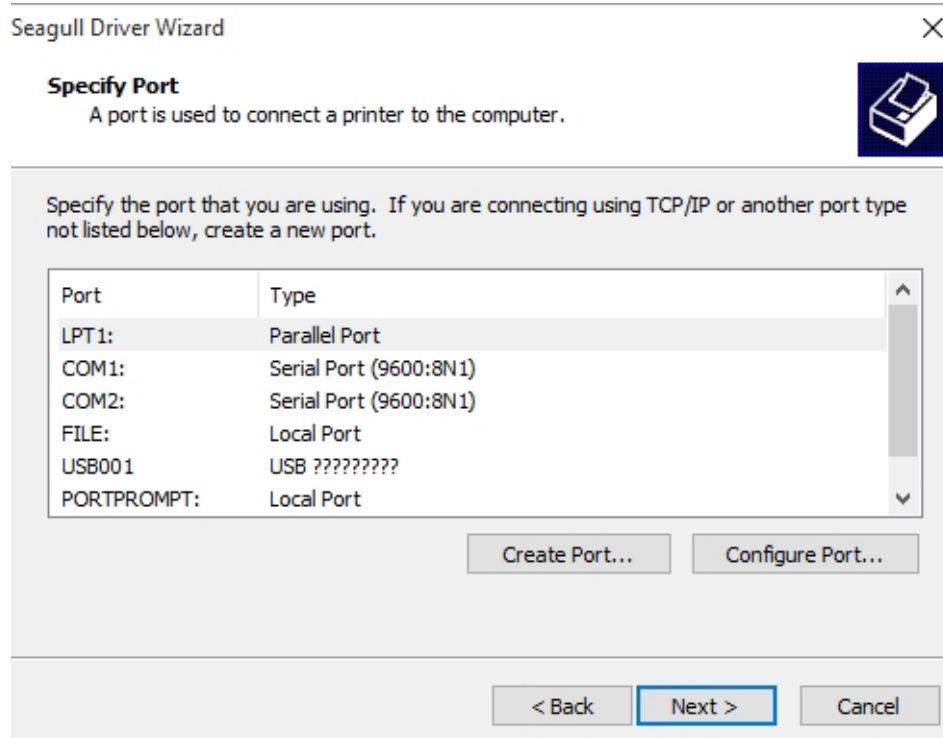 Seagull Driver Wizard
Specify Port
A port is used to connect a printer to the computer.
Specify the port that you are using. If you are connecting using TCP/IP or another port type
not listed below, create a new port.
Port Type
LPT1: Parallel Port
COM1: Serial Port (9600:8N1)
COM2: Serial Port (9600:8N1)
FILE: Local Port
USB001 USB ?????????
PORTPROMPT: Local Port
Create Port... Configure Port...
< Back Next > Cancel